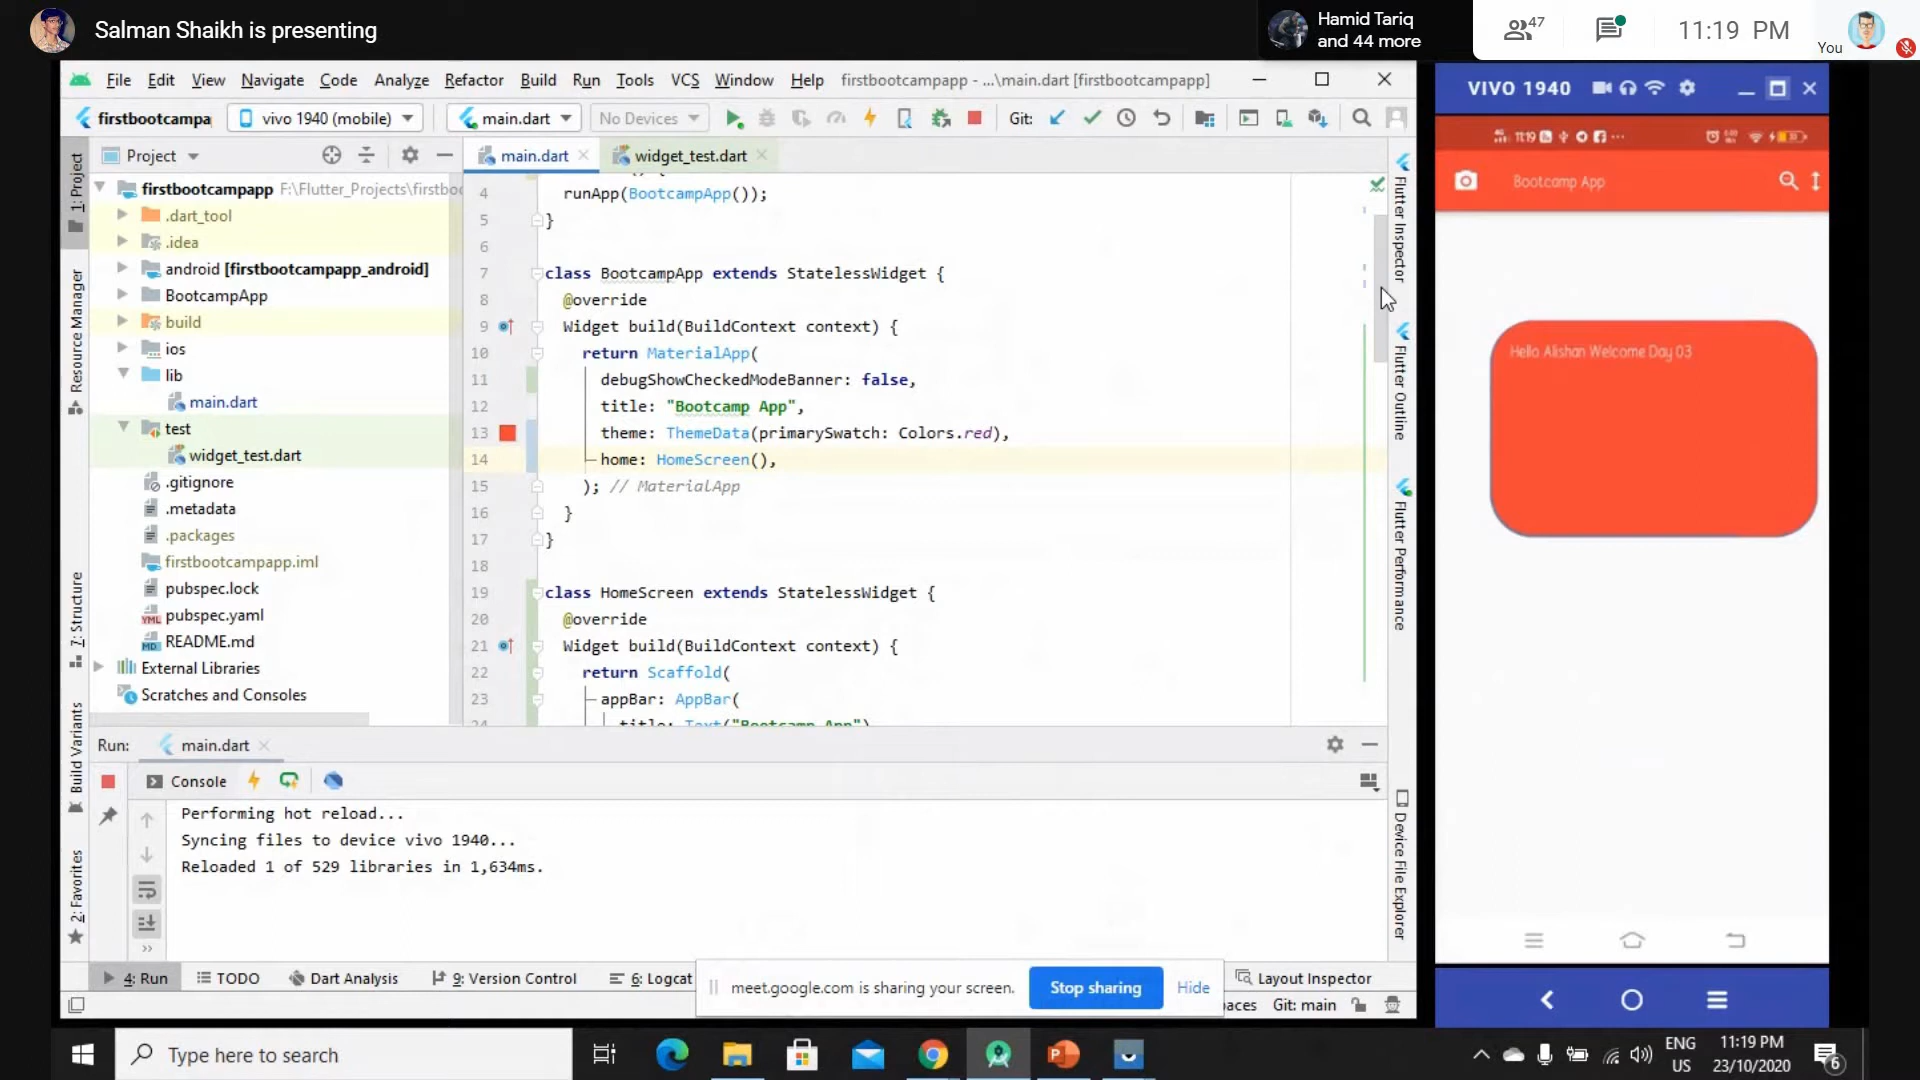 Salman Shaikh is presenting
Hamid Tariq
and 44 more
47
11:19 PM
You
File Edit View Navigate Code Analyze Refactor Build Run Tools VCS Window Help firstbootcampapp - ...\main.dart [firstbootcampapp]
firstbootcampa vivo 1940 (mobile) main.dart No Devices Git:
1: Project
Resource Manager
7: Structure
Build Variants
2: Favorites
Project
firstbootcampapp F:\Flutter_Projects\firstbo
.dart_tool
.idea
android [firstbootcampapp_android]
BootcampApp
build
ios
lib
main.dart
test
widget_test.dart
.gitignore
.metadata
.packages
firstbootcampapp.iml
pubspec.lock
pubspec.yaml
README.md
External Libraries
Scratches and Consoles
main.dart widget_test.dart
4 runApp(BootcampApp());
5 }
6
7 class BootcampApp extends StatelessWidget {
8 @override
9 Widget build(BuildContext context) {
10 return MaterialApp(
11 debugShowCheckedModeBanner: false,
12 title: "Bootcamp App",
13 theme: ThemeData(primarySwatch: Colors.red),
14 home: HomeScreen(),
15 ); // MaterialApp
16 }
17 }
18
19 class HomeScreen extends StatelessWidget {
20 @override
21 Widget build(BuildContext context) {
22 return Scaffold(
23 appBar: AppBar(
24 title: Text("Bootcamp App"),
Flutter Inspector
Flutter Outline
Flutter Performance
Device File Explorer
Run: main.dart
Console
Performing hot reload...
Syncing files to device vivo 1940...
Reloaded 1 of 529 libraries in 1,634ms.
4: Run TODO Dart Analysis 9: Version Control 6: Logcat Layout Inspector
meet.google.com is sharing your screen. Stop sharing Hide
paces Git: main
VIVO 1940
11:19
Bootcamp App
Hello Alishan Welcome Day 03
Type here to search
ENG
US
11:19 PM
23/10/2020
6